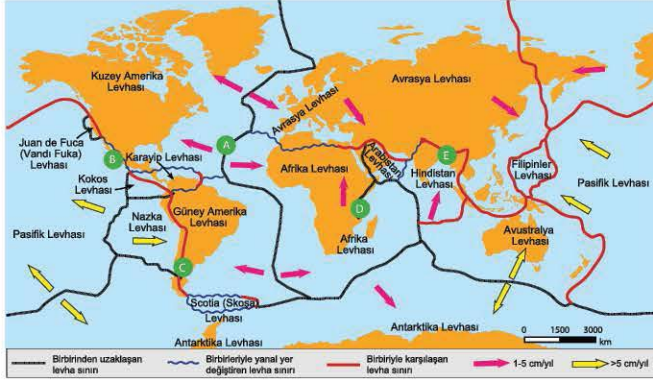 Kuzey Amerika
Levhası
Avrasya
Levhası
Avrasya Levhası
Juan de Fuca
(Vandı Fuka)
Levhası
A
B
E
Karayip Levhası
Kokos
Levhası
Afrika Levhası
Arabistan
Levhası
Hindistan
Levhası
Filipinler
Levhası
Pasifik Levhası
Nazka
Levhası
Güney Amerika
Levhası
D
Pasifik Levhası
Afrika
Levhası
Avustralya
Levhası
C
Scotia (Skoşa)
Levhası
Antarktika Levhası
Antarktika Levhası
0 1500 3000
km
Birbirinden uzaklaşan
levha sınırı
Birbirleriyle yanal yer
değiştiren levha sınırı
Birbiriyle karşılaşan
levha sınırı
1-5 cm/yıl
>5 cm/yıl